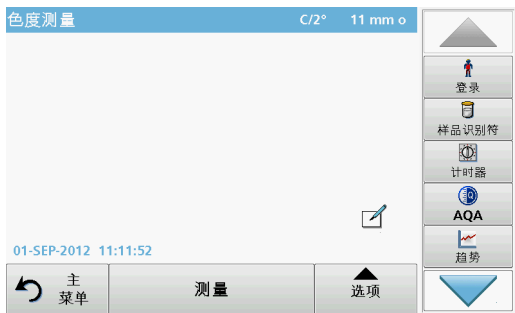 色度测量 C/2° 11 mm o
登录
样品识别符
计时器
AQA
趋势
01-SEP-2012 11:11:52
主
菜单
测量
选项